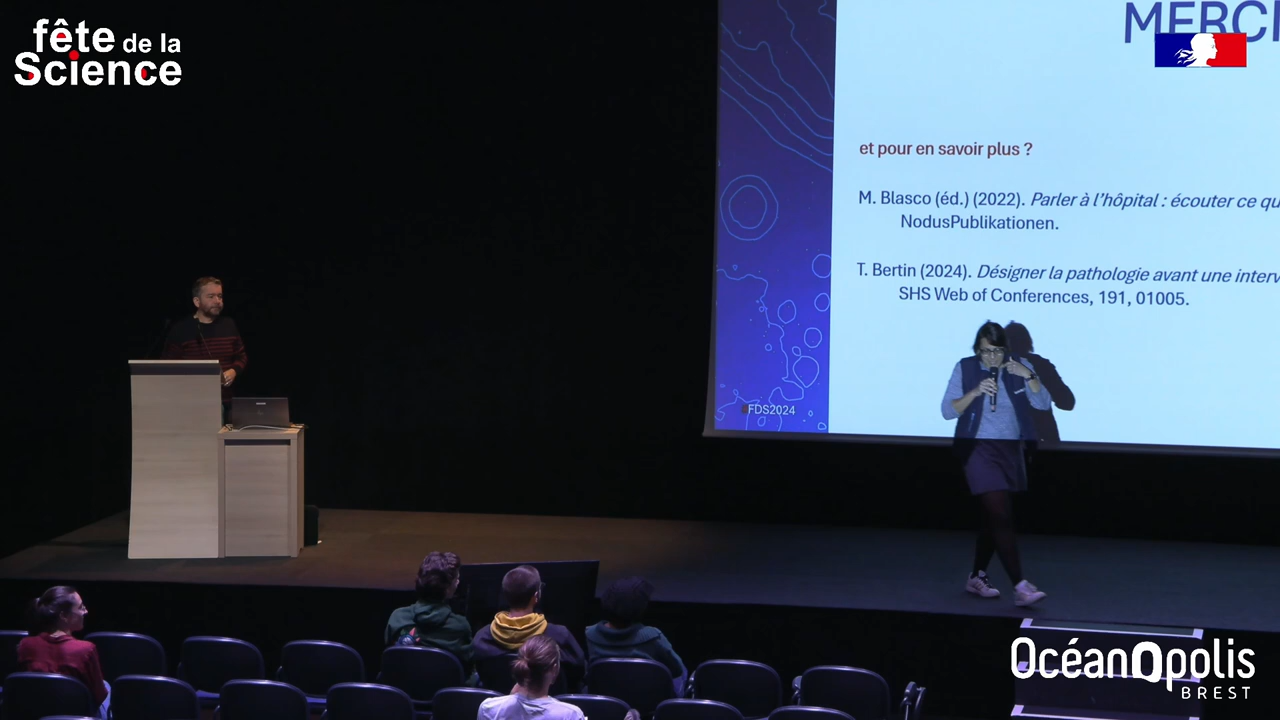 fête de la
Science
MERCI
et pour en savoir plus ?
M. Blasco (éd.) (2022). Parler à l'hôpital : écouter ce qu
NodusPublikationen.
T. Bertin (2024). Désigner la pathologie avant une interv
SHS Web of Conferences, 191, 01005.
#FDS2024
OcéanOpolis
BREST